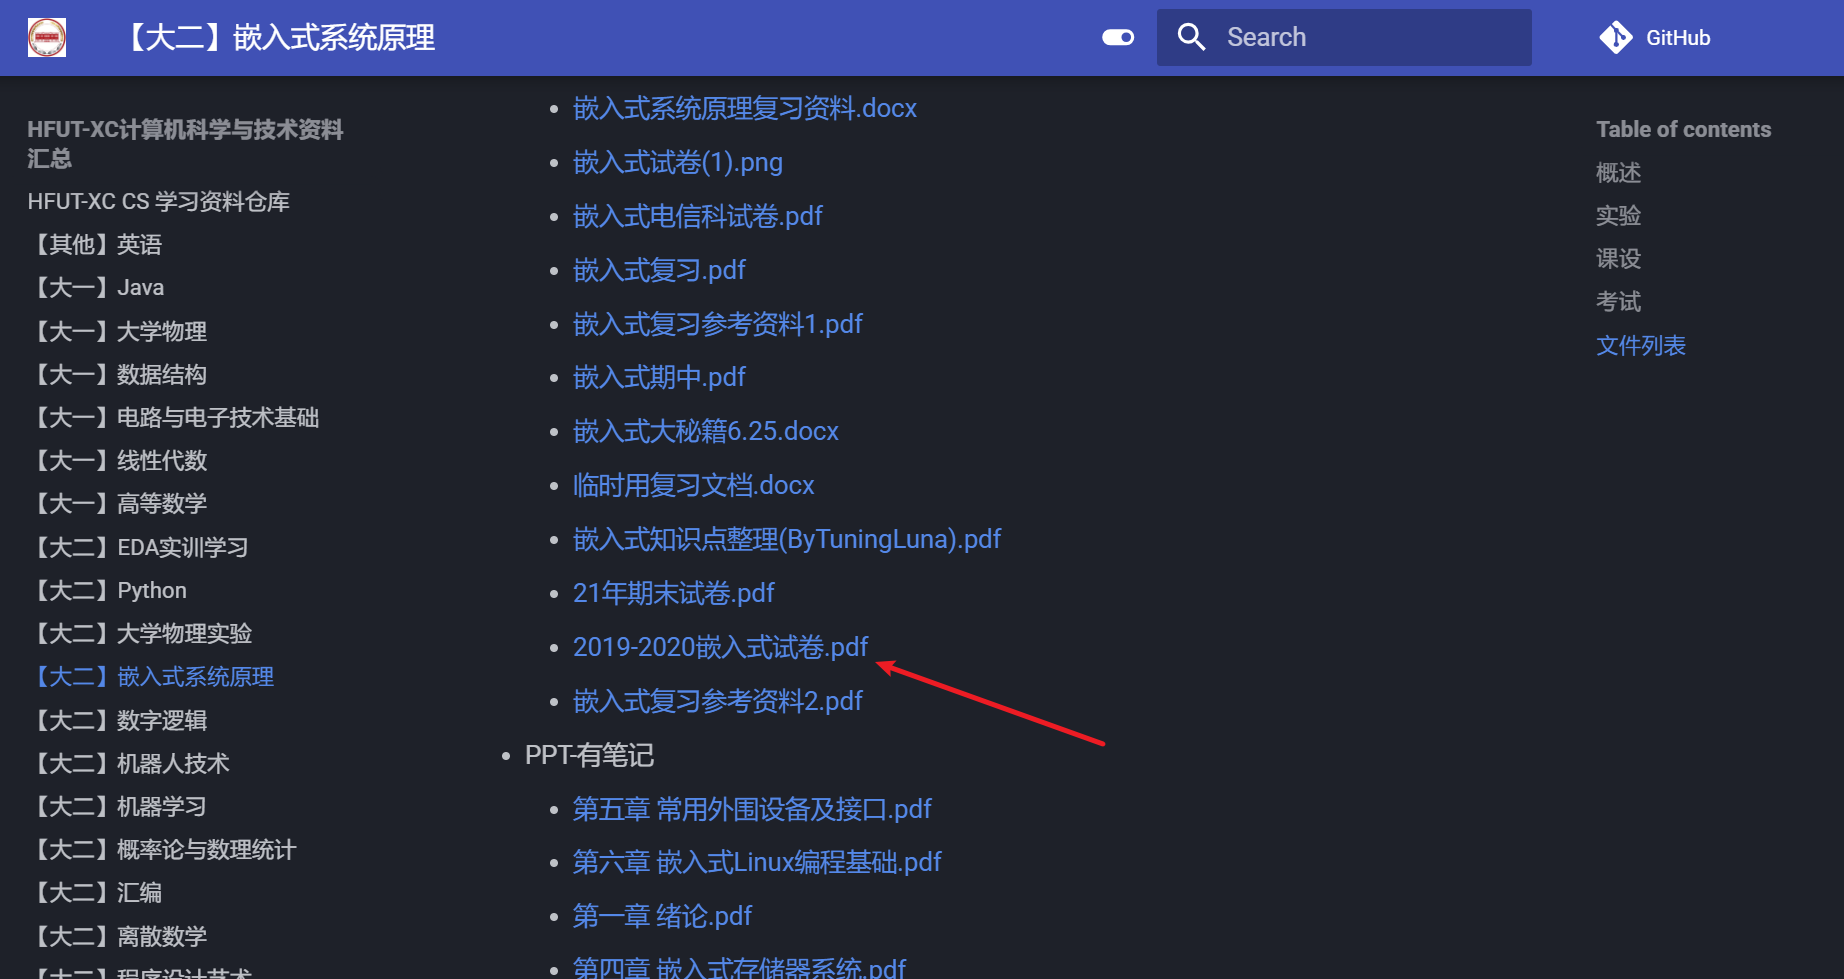 【大二】嵌入式系统原理
Search
GitHub
HFUT-XC计算机科学与技术资料
汇总
HFUT-XC CS 学习资料仓库
【其他】英语
【大一】Java
【大一】大学物理
【大一】数据结构
【大一】电路与电子技术基础
【大一】线性代数
【大一】高等数学
【大二】EDA实训学习
【大二】Python
【大二】大学物理实验
【大二】嵌入式系统原理
【大二】数字逻辑
【大二】机器人技术
【大二】机器学习
【大二】概率论与数理统计
【大二】汇编
【大二】离散数学
【大二】程序设计艺术
嵌入式系统原理复习资料.docx
嵌入式试卷(1).png
嵌入式电信科试卷.pdf
嵌入式复习.pdf
嵌入式复习参考资料1.pdf
嵌入式期中.pdf
嵌入式大秘籍6.25.docx
临时用复习文档.docx
嵌入式知识点整理(ByTuningLuna).pdf
21年期末试卷.pdf
2019-2020嵌入式试卷.pdf
嵌入式复习参考资料2.pdf
PPT-有笔记
第五章 常用外围设备及接口.pdf
第六章 嵌入式Linux编程基础.pdf
第一章 绪论.pdf
第四章 嵌入式存储器系统.pdf
Table of contents
概述
实验
课设
考试
文件列表